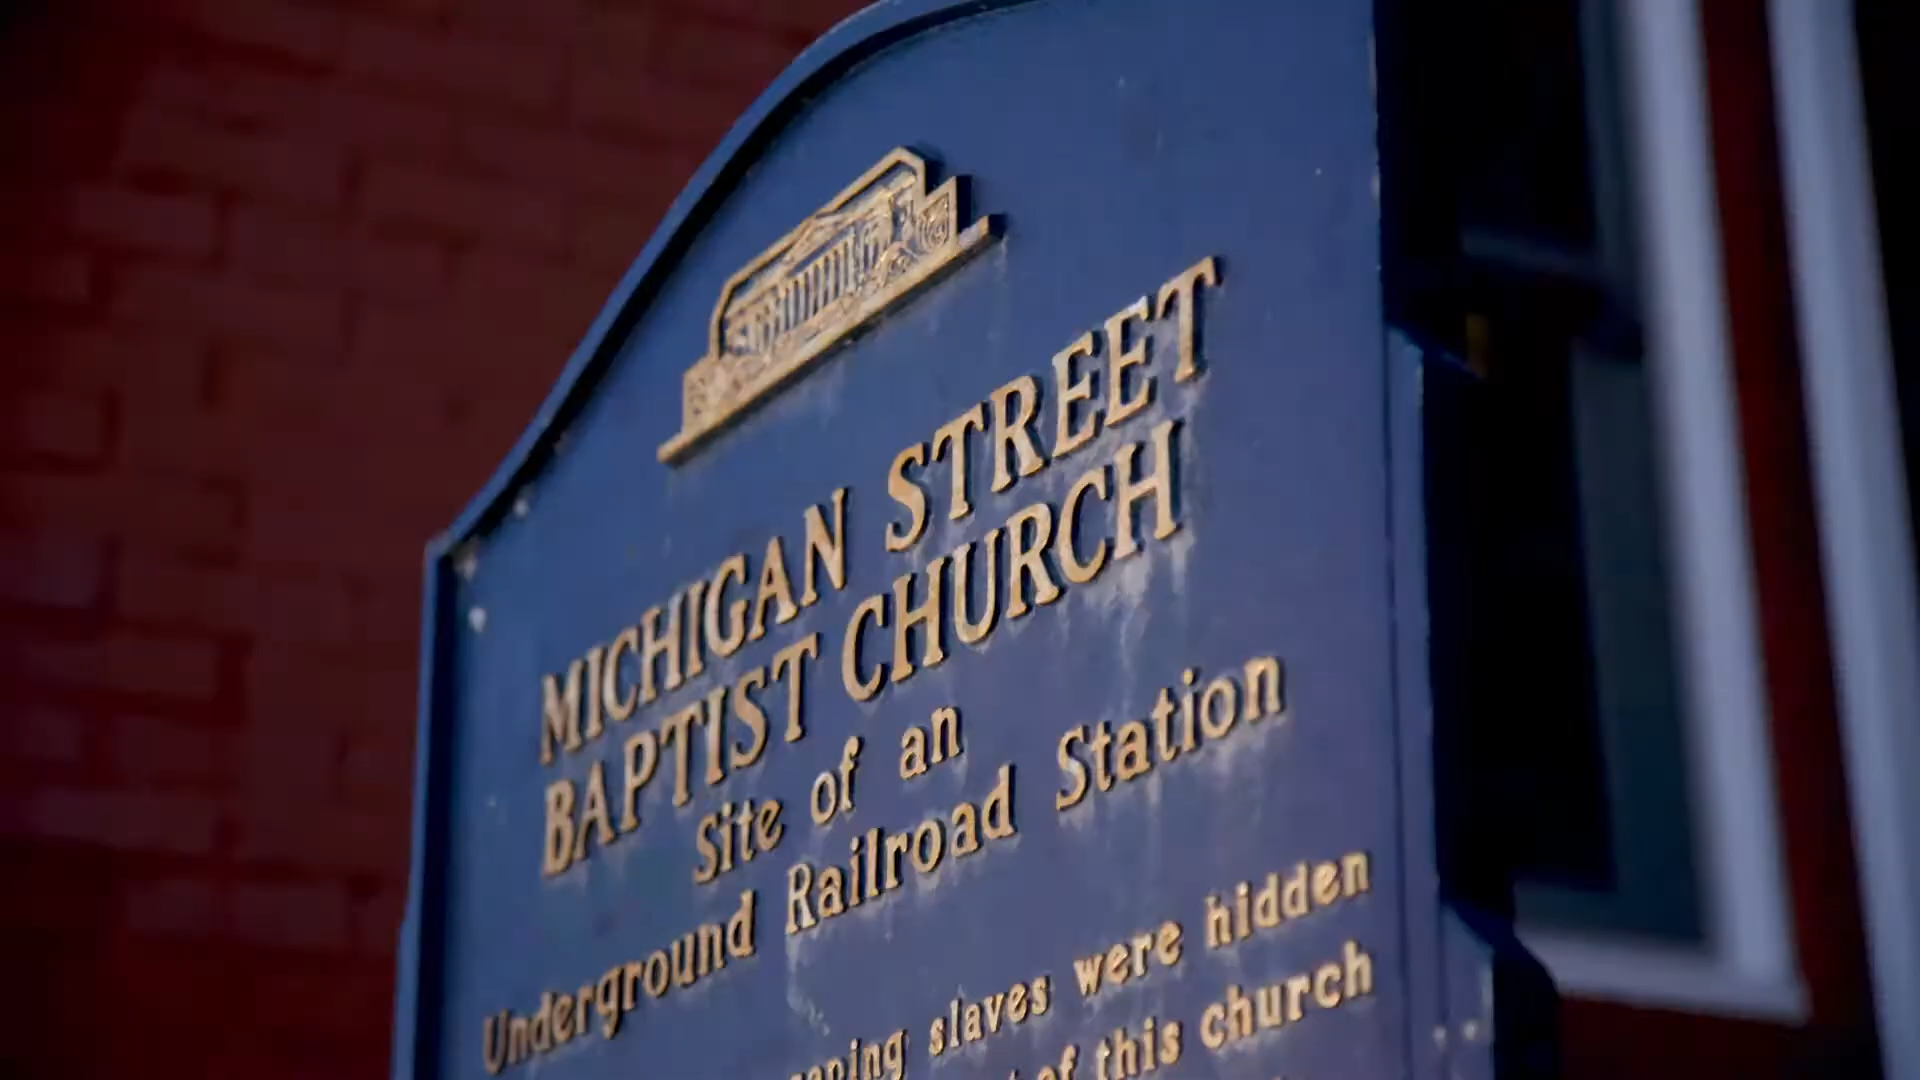 MICHIGAN STREET
BAPTIST CHURCH
Site of an
Underground Railroad Station
slaves were hidden
of this church